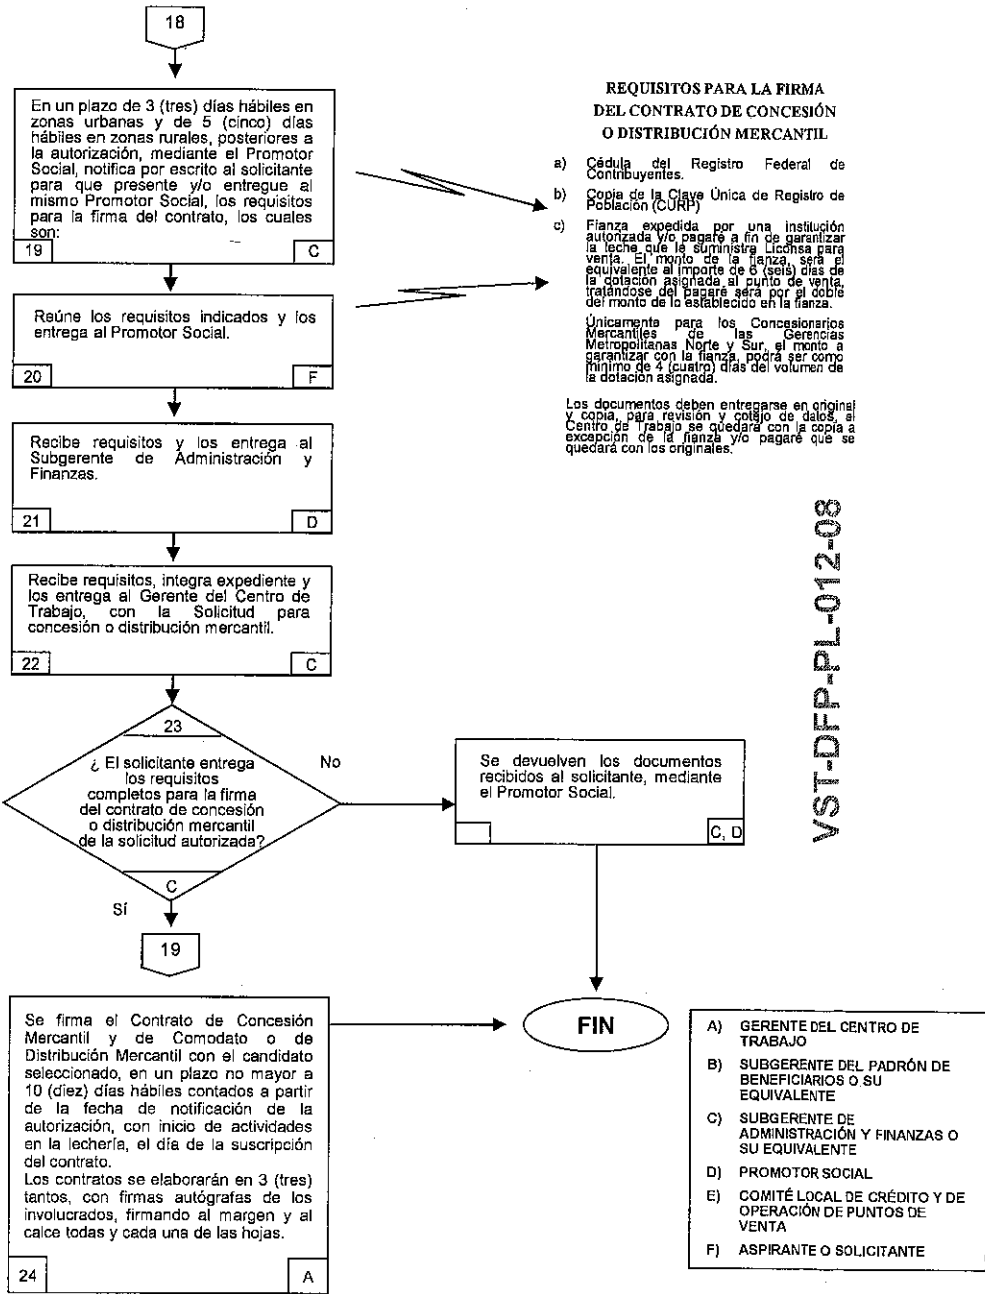 18
En un plazo de 3 (tres) días hábiles en
zonas urbanas y de 5 (cinco) días
hábiles en zonas rurales, posteriores a
la autorización, mediante el Promotor
Social, notifica por escrito al solicitante
para que presente y/o entregue al
mismo Promotor Social, los requisitos
para la firma del contrato, los cuales
son:
19
C
Reúne los requisitos indicados y los
entrega al Promotor Social.
20
F
Recibe requisitos y los entrega al
Subgerente de Administración y
Finanzas.
21
D
Recibe requisitos, integra expediente y
los entrega al Gerente del Centro de
Trabajo, con la Solicitud para
concesión o distribución mercantil.
22
C
23
¿ El solicitante entrega
los requisitos
completos para la firma
del contrato de concesión
o distribución mercantil
de la solicitud autorizada?
C
No
Sí
Se devuelven los documentos
recibidos al solicitante, mediante
el Promotor Social.
C, D
19
Se firma el Contrato de Concesión
Mercantil y de Comodato o de
Distribución Mercantil con el candidato
seleccionado, en un plazo no mayor a
10 (diez) días hábiles contados a partir
de la fecha de notificación de la
autorización, con inicio de actividades
en la lechería, el día de la suscripción
del contrato.
Los contratos se elaborarán en 3 (tres)
tantos, con firmas autógrafas de los
involucrados, firmando al margen y al
calce todas y cada una de las hojas.
24
A
FIN
REQUISITOS PARA LA FIRMA
DEL CONTRATO DE CONCESIÓN
O DISTRIBUCIÓN MERCANTIL
a) Cédula del Registro Federal de
Contribuyentes.
b) Copia de la Clave Única de Registro de
Población (CURP)
c) Fianza expedida por una institución
autorizada y/o pagaré a fin de garantizar
la leche que le suministra Liconsa para
venta. El monto de la fianza, será el
equivalente al importe de 6 (seis) días de
la dotación asignada al punto de venta,
tratándose del pagaré será por el doble
del monto de lo establecido en la fianza.
Únicamente para los Concesionarios
Mercantiles de las Gerencias
Metropolitanas Norte y Sur, el monto a
garantizar con la fianza, podrá ser como
mínimo de 4 (cuatro) días del volumen de
la dotación asignada.
Los documentos deben entregarse en original
y copia, para revisión y cotejo de datos, el
Centro de Trabajo se quedará con la copia a
excepción de la fianza y/o pagaré que se
quedará con los originales.
VST-DFP-PL-012-08
A) GERENTE DEL CENTRO DE
TRABAJO
B) SUBGERENTE DEL PADRÓN DE
BENEFICIARIOS O SU
EQUIVALENTE
C) SUBGERENTE DE
ADMINISTRACIÓN Y FINANZAS O
SU EQUIVALENTE
D) PROMOTOR SOCIAL
E) COMITÉ LOCAL DE CRÉDITO Y DE
OPERACIÓN DE PUNTOS DE
VENTA
F) ASPIRANTE O SOLICITANTE